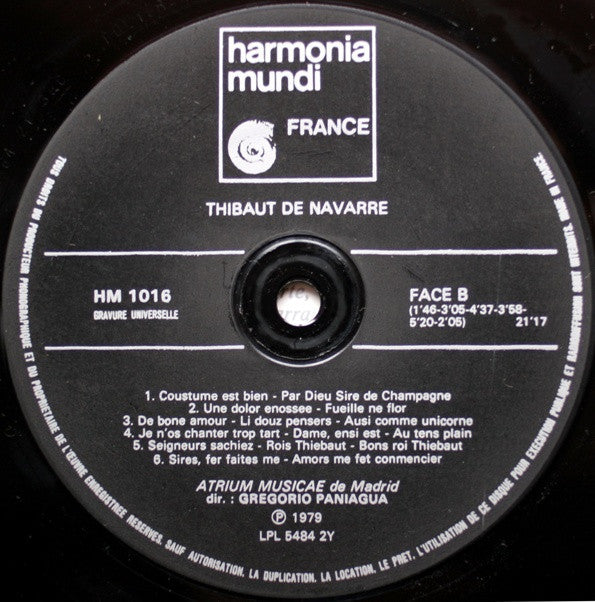 harmonia
mundi
FRANCE
THIBAUT DE NAVARRE
HM 1016
GRAVURE UNIVERSELLE
FACE B
(1'46-3'05-4'37-3'58-
5'20-2'05) 21'17
1. Coustume est bien - Par Dieu Sire de Champagne
2. Une dolor enossee - Fueille ne flor
3. De bone amour - Li douz pensers - Ausi comme unicorne
4. Je n'os chanter trop tart - Dame, ensi est - Au tens plain
5. Seigneurs sachiez - Rois Thiebaut - Bons roi Thiebaut
6. Sires, fer faites me - Amors me fet conmencier
ATRIUM MUSICAE de Madrid
dir. : GREGORIO PANIAGUA
℗ 1979
LPL 5484 2Y
TOUS DROITS DU PRODUCTEUR PHONOGRAPHIQUE ET DU PROPRIETAIRE DE L'ŒUVRE ENREGISTREE RESERVES. SAUF AUTORISATION, LA DUPLICATION, LA LOCATION, LE PRET, L'UTILISATION DE CE DISQUE POUR EXECUTION PUBLIQUE ET RADIODIFFUSION SONT INTERDITS. MADE IN FRANCE.